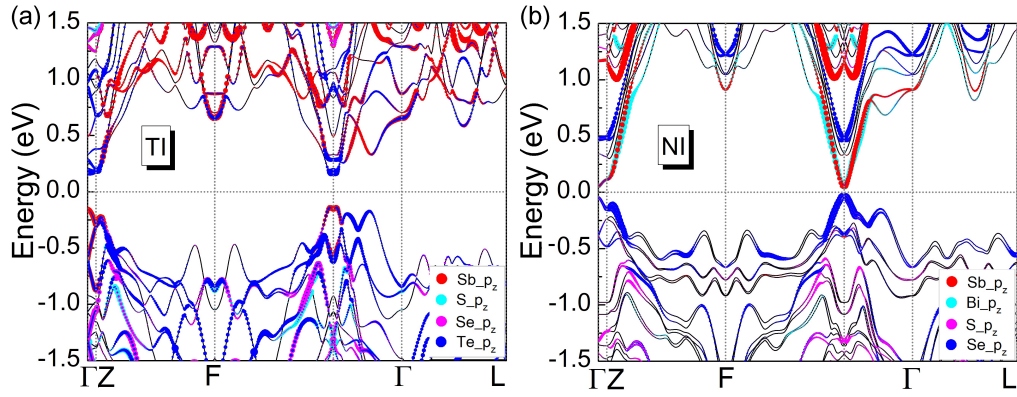 (a)
1.5
1.0
0.5
0.0
-0.5
-1.0
-1.5
Energy (eV)
TI
Sb_pz
S_pz
Se_pz
Te_pz
Γ Z F Γ L
(b)
1.5
1.0
0.5
0.0
-0.5
-1.0
-1.5
Energy (eV)
NI
Sb_pz
Bi_pz
S_pz
Se_pz
Γ Z F Γ L